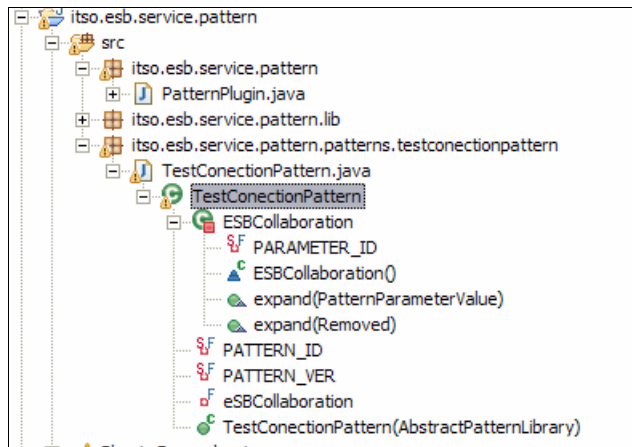 itso.esb.service.pattern
src
itso.esb.service.pattern
PatternPlugin.java
itso.esb.service.pattern.lib
itso.esb.service.pattern.patterns.testconectionpattern
TestConectionPattern.java
TestConectionPattern
ESBCollaboration
PARAMETER_ID
ESBCollaboration()
expand(PatternParameterValue)
expand(Removed)
PATTERN_ID
PATTERN_VER
eSBCollaboration
TestConectionPattern(AbstractPatternLibrary)